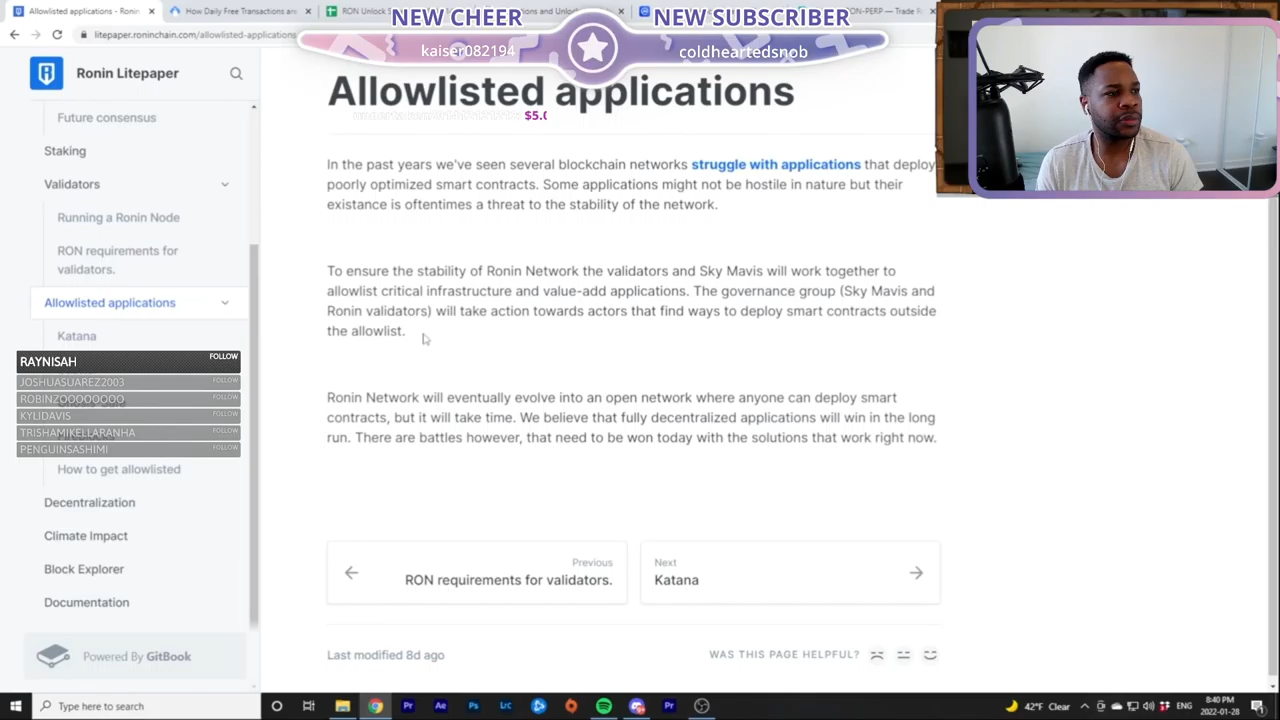 NEW CHEER
NEW SUBSCRIBER
kaiser082194
coldheartedsnob
Allowlisted applications - Ronin
How Daily Free Transactions are
RON Unlock S
litepaper.roninchain.com/allowlisted-applications
$5.0
Ronin Litepaper
Future consensus
Staking
Validators
Running a Ronin Node
RON requirements for
validators.
Allowlisted applications
Katana
RAYNISAH FOLLOW
JOSHUASUAREZ2003 FOLLOW
ROBINZOOOOOOOO FOLLOW
KYLIDAVIS FOLLOW
TRISHAMIKELLARANHA FOLLOW
PENGUINSASHIMI FOLLOW
How to get allowlisted
Decentralization
Climate Impact
Block Explorer
Documentation
Powered By GitBook
Allowlisted applications
In the past years we've seen several blockchain networks struggle with applications that deploy
poorly optimized smart contracts. Some applications might not be hostile in nature but their
existance is oftentimes a threat to the stability of the network.
To ensure the stability of Ronin Network the validators and Sky Mavis will work together to
allowlist critical infrastructure and value-add applications. The governance group (Sky Mavis and
Ronin validators) will take action towards actors that find ways to deploy smart contracts outside
the allowlist.
Ronin Network will eventually evolve into an open network where anyone can deploy smart
contracts, but it will take time. We believe that fully decentralized applications will win in the long
run. There are battles however, that need to be won today with the solutions that work right now.
Previous
RON requirements for validators.
Next
Katana
Last modified 8d ago
WAS THIS PAGE HELPFUL?
Type here to search
Pr Ae Ps Lrc Pr
42°F Clear
ENG
8:40 PM
2022-01-28